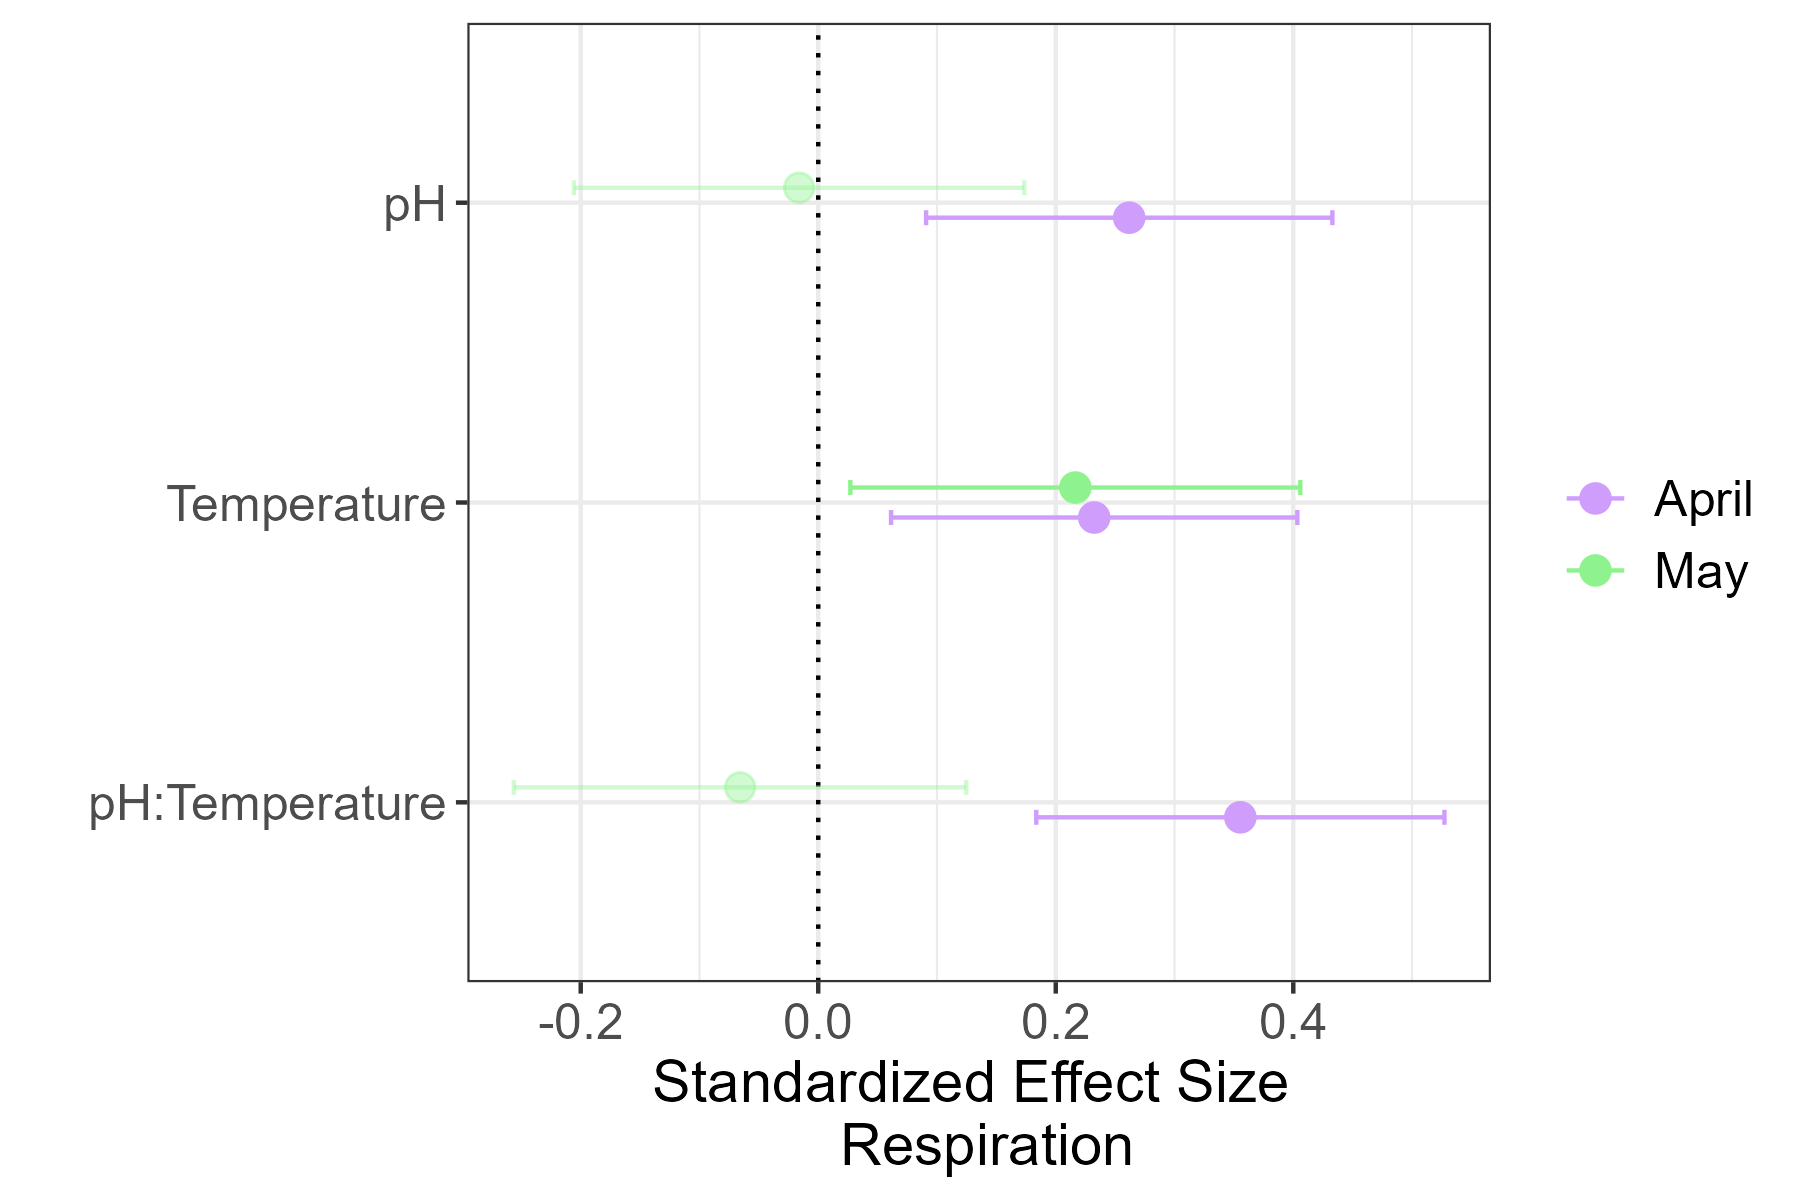 pH
Temperature
pH:Temperature
-0.2 0.0 0.2 0.4
Standardized Effect Size
Respiration
April
May